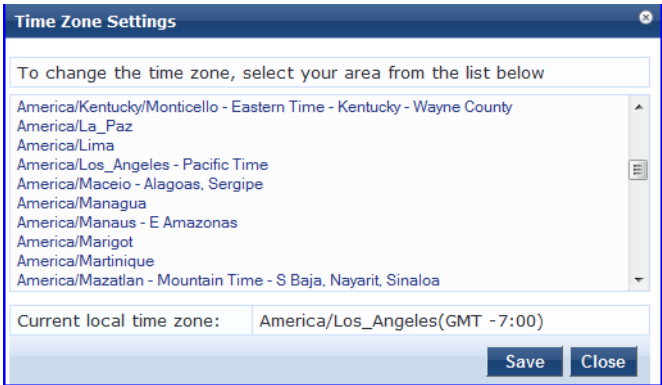 Time Zone Settings
To change the time zone, select your area from the list below
America/Kentucky/Monticello - Eastern Time - Kentucky - Wayne County
America/La_Paz
America/Lima
America/Los_Angeles - Pacific Time
America/Maceio - Alagoas, Sergipe
America/Managua
America/Manaus - E Amazonas
America/Marigot
America/Martinique
America/Mazatlan - Mountain Time - S Baja, Nayarit, Sinaloa
Current local time zone: America/Los_Angeles(GMT -7:00)
Save Close